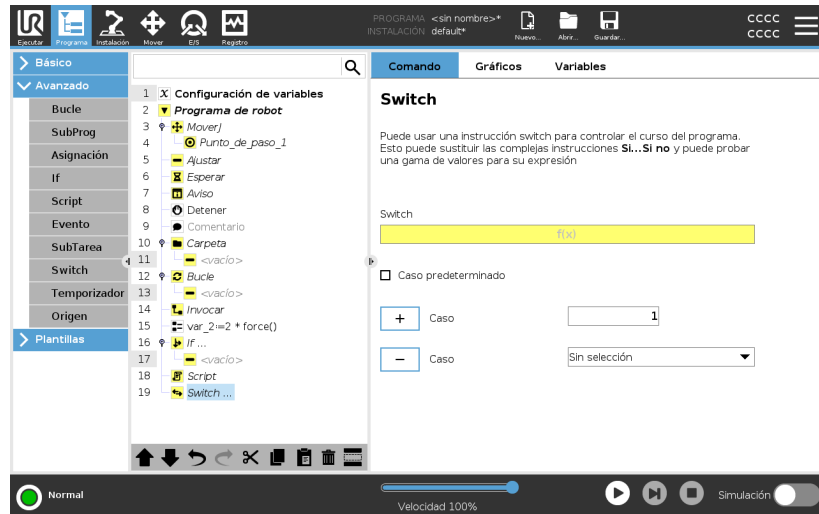 UR
PROGRAMA <sin nombre>*
INSTALACIÓN default*
Ejecutar Programa Instalación Mover E/S Registro
Nuevo... Abrir... Guardar...
cccc
cccc
Básico
Avanzado
Bucle
SubProg
Asignación
If
Script
Evento
SubTarea
Switch
Temporizador
Origen
Plantillas
1 X Configuración de variables
2 Programa de robot
3 MoverJ
4 Punto_de_paso_1
5 Ajustar
6 Esperar
7 Aviso
8 Detener
9 Comentario
10 Carpeta
11 <vacío>
12 Bucle
13 <vacío>
14 Invocar
15 var_2:=2 * force()
16 If ...
17 <vacío>
18 Script
19 Switch ...
Comando Gráficos Variables
Switch
Puede usar una instrucción switch para controlar el curso del programa.
Esto puede sustituir las complejas instrucciones Si...Si no y puede probar
una gama de valores para su expresión
Switch
f(x)
Caso predeterminado
+ Caso 1
− Caso Sin selección
Normal
Velocidad 100%
Simulación